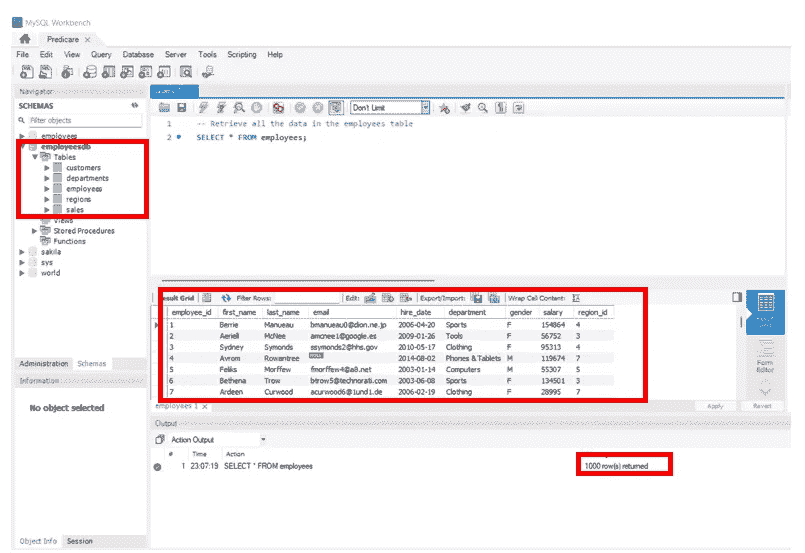 MySQL Workbench
Predicare
File Edit View Query Database Server Tools Scripting Help
Navigator
SCHEMAS
Filter objects
employees
employeesdb
Tables
customers
departments
employees
regions
sales
Views
Stored Procedures
Functions
sakila
sys
world
Administration Schemas
Information
No object selected
Object Info Session
Don't Limit
1 -- Retrieve all the data in the employees table
2 SELECT * FROM employees;
Result Grid Filter Rows: Edit: Export/Import: Wrap Cell Content:
employee_id first_name last_name email hire_date department gender salary region_id
1 Berrie Manueau bmanueau0@dion.ne.jp 2006-04-20 Sports F 154864 4
2 Aeriell McNee amcnee1@google.es 2009-01-26 Tools F 56752 3
3 Sydney Symonds ssymonds2@hhs.gov 2010-05-17 Clothing F 95313 4
4 Avrom Rowantree NULL 2014-08-02 Phones & Tablets M 119674 7
5 Feliks Morffew fmorffew4@a8.net 2003-01-14 Computers M 55307 5
6 Bethena Trow btrow5@technorati.com 2003-06-08 Sports F 134501 3
7 Ardeen Curwood acurwood6@1und1.de 2006-02-19 Clothing F 28995 7
Form
Editor
employees 1 Apply Revert
Output
Action Output
# Time Action
1 23:07:19 SELECT * FROM employees 1000 row(s) returned